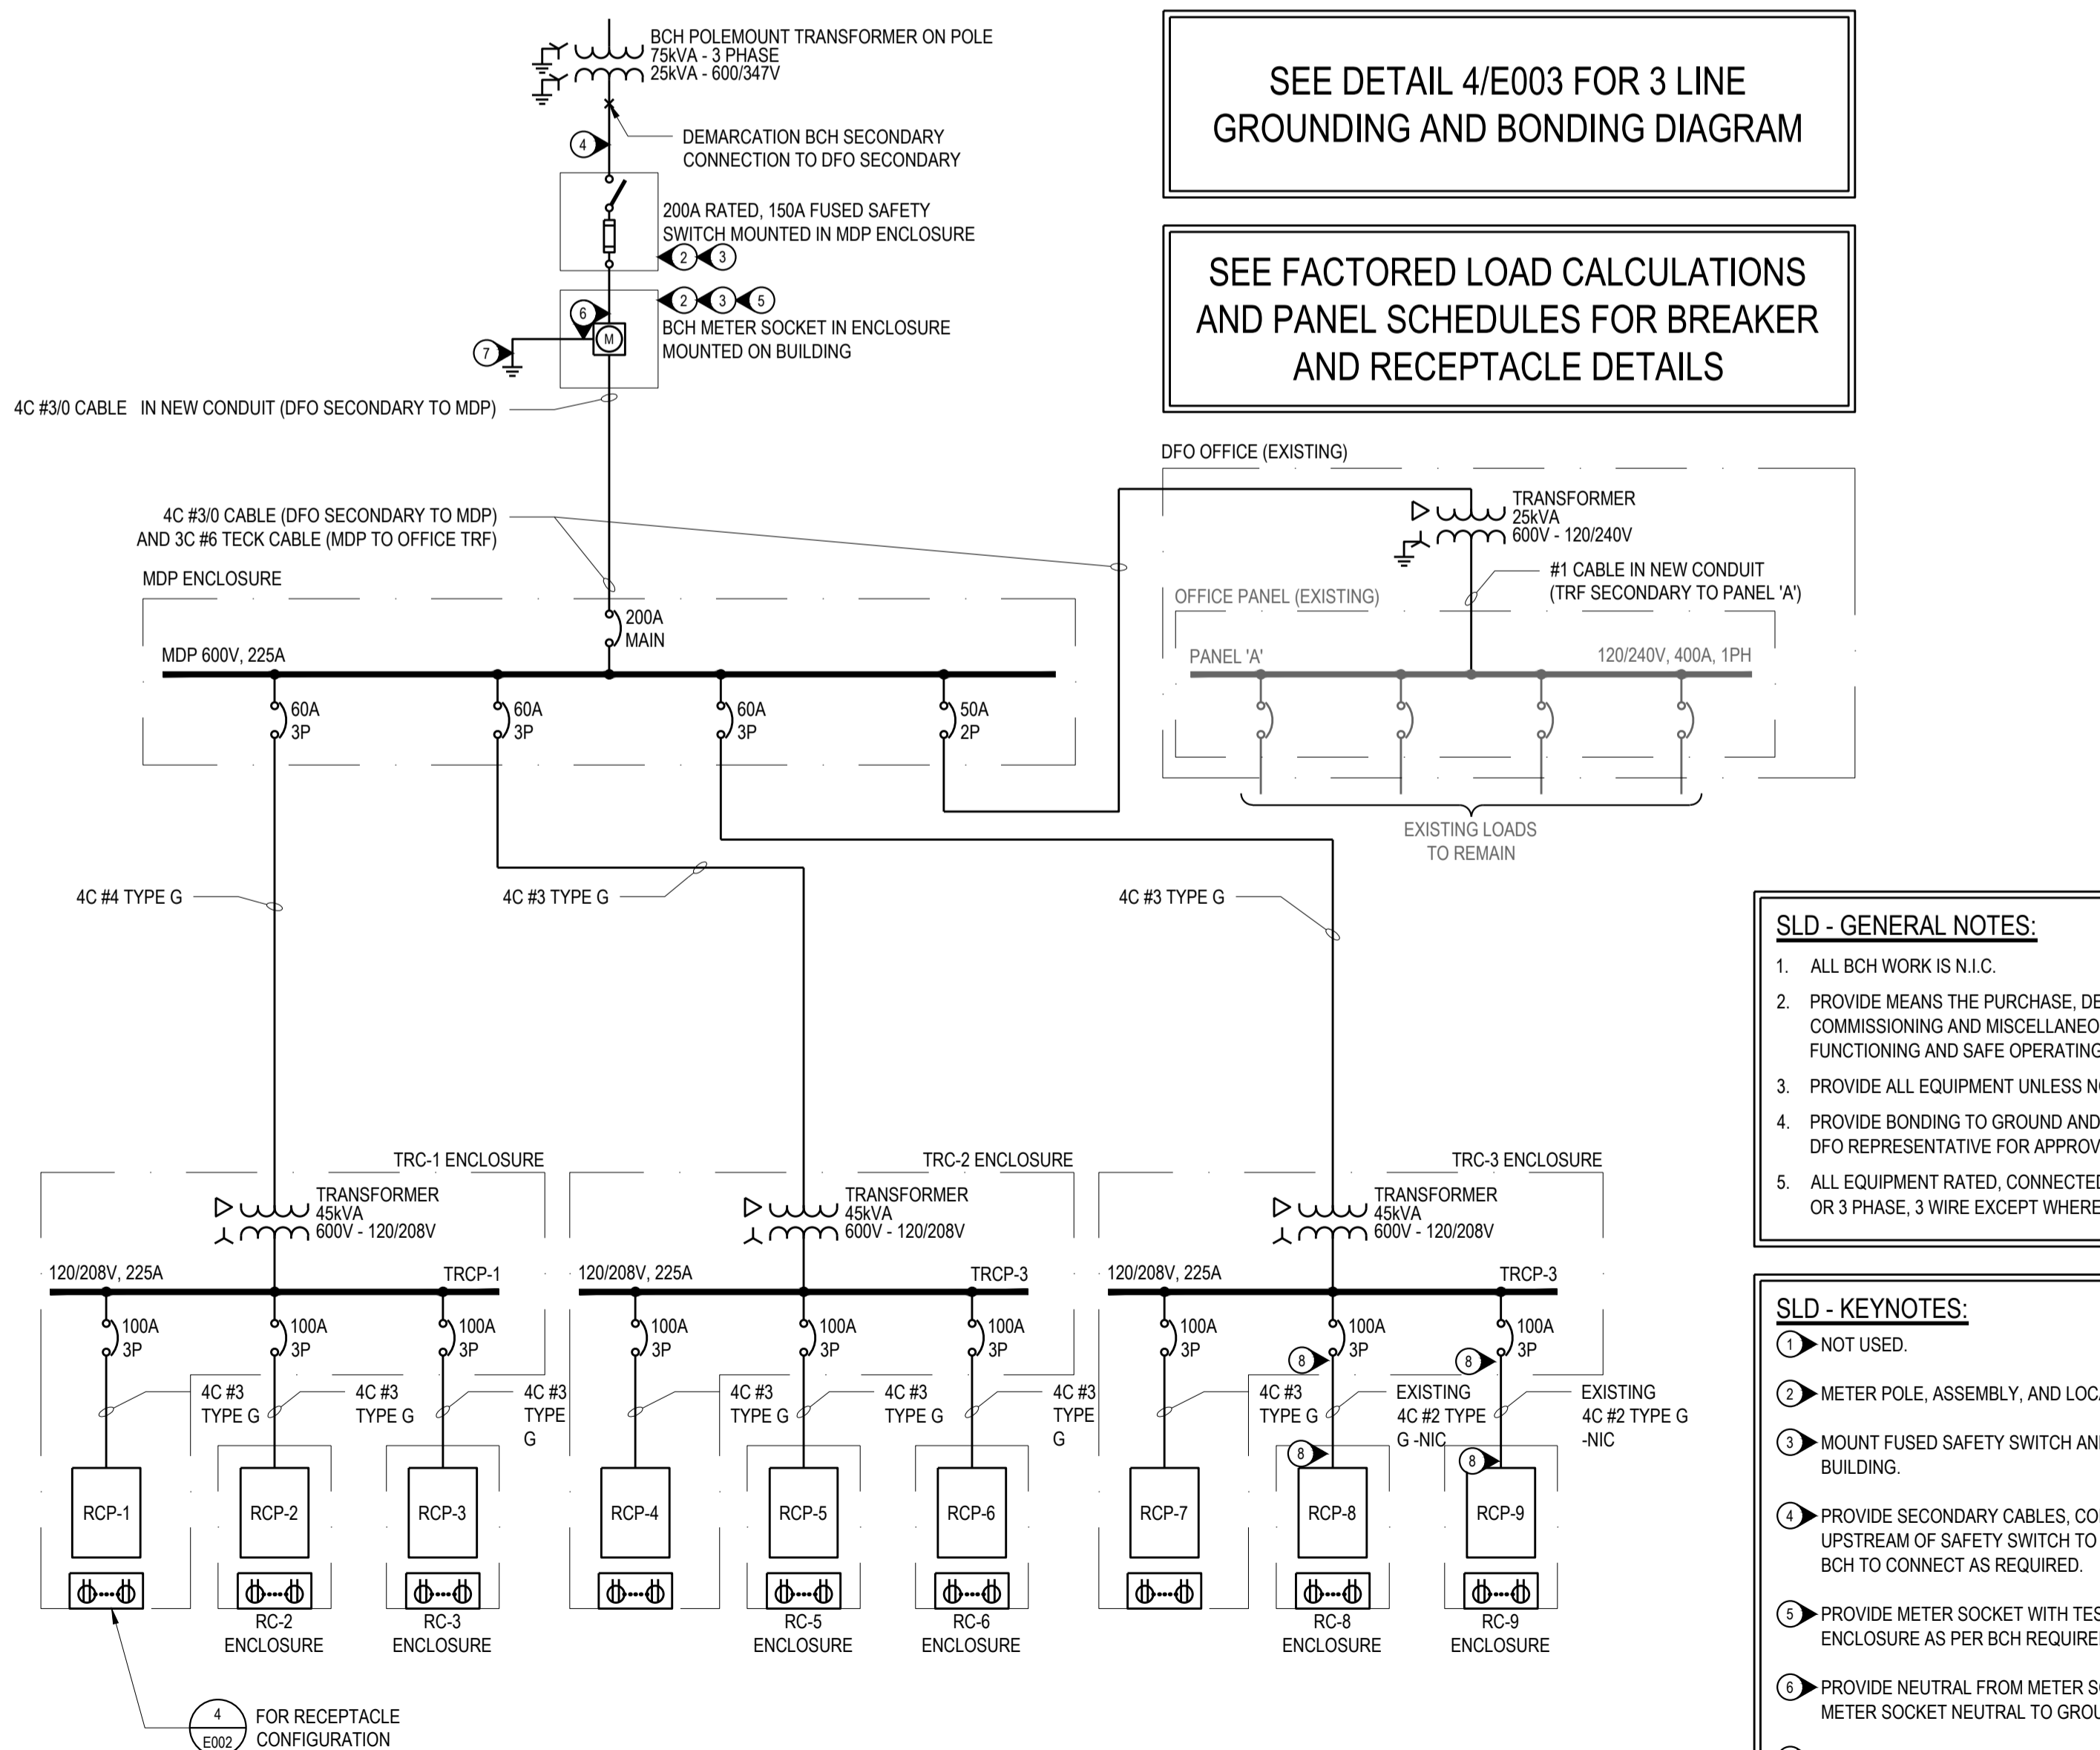 BCH POLEMOUNT TRANSFORMER ON POLE
75kVA - 3 PHASE
25kVA - 600/347V
DEMARCATION BCH SECONDARY
CONNECTION TO DFO SECONDARY
4
200A RATED, 150A FUSED SAFETY
SWITCH MOUNTED IN MDP ENCLOSURE
2 3
2 3 5
BCH METER SOCKET IN ENCLOSURE
MOUNTED ON BUILDING
6
M
7
4C #3/0 CABLE IN NEW CONDUIT (DFO SECONDARY TO MDP)
SEE DETAIL 4/E003 FOR 3 LINE
GROUNDING AND BONDING DIAGRAM
SEE FACTORED LOAD CALCULATIONS
AND PANEL SCHEDULES FOR BREAKER
AND RECEPTACLE DETAILS
4C #3/0 CABLE (DFO SECONDARY TO MDP)
AND 3C #6 TECK CABLE (MDP TO OFFICE TRF)
MDP ENCLOSURE
200A
MAIN
MDP 600V, 225A
60A
3P
60A
3P
60A
3P
50A
2P
DFO OFFICE (EXISTING)
TRANSFORMER
25kVA
600V - 120/240V
#1 CABLE IN NEW CONDUIT
(TRF SECONDARY TO PANEL 'A')
OFFICE PANEL (EXISTING)
PANEL 'A'
120/240V, 400A, 1PH
EXISTING LOADS
TO REMAIN
4C #4 TYPE G
4C #3 TYPE G
4C #3 TYPE G
TRC-1 ENCLOSURE
TRANSFORMER
45kVA
600V - 120/208V
120/208V, 225A
TRCP-1
100A
3P
100A
3P
100A
3P
4C #3
TYPE G
4C #3
TYPE G
4C #3
TYPE
G
RCP-1
RCP-2
RCP-3
RC-2
ENCLOSURE
RC-3
ENCLOSURE
4
E002
FOR RECEPTACLE
CONFIGURATION
TRC-2 ENCLOSURE
TRANSFORMER
45kVA
600V - 120/208V
120/208V, 225A
TRCP-3
100A
3P
100A
3P
100A
3P
4C #3
TYPE G
4C #3
TYPE G
4C #3
TYPE
G
RCP-4
RCP-5
RCP-6
RC-5
ENCLOSURE
RC-6
ENCLOSURE
TRC-3 ENCLOSURE
TRANSFORMER
45kVA
600V - 120/208V
120/208V, 225A
TRCP-3
100A
3P
100A
3P
100A
3P
8
8
4C #3
TYPE G
EXISTING
4C #2 TYPE
G -NIC
EXISTING
4C #2 TYPE G
-NIC
8
8
RCP-7
RCP-8
RCP-9
RC-8
ENCLOSURE
RC-9
ENCLOSURE
SLD - GENERAL NOTES:
1. ALL BCH WORK IS N.I.C.
2. PROVIDE MEANS THE PURCHASE, DE
COMMISSIONING AND MISCELLANEO
FUNCTIONING AND SAFE OPERATING
3. PROVIDE ALL EQUIPMENT UNLESS N
4. PROVIDE BONDING TO GROUND AND
DFO REPRESENTATIVE FOR APPROV
5. ALL EQUIPMENT RATED, CONNECTED
OR 3 PHASE, 3 WIRE EXCEPT WHERE
SLD - KEYNOTES:
1 NOT USED.
2 METER POLE, ASSEMBLY, AND LOC
3 MOUNT FUSED SAFETY SWITCH AN
BUILDING.
4 PROVIDE SECONDARY CABLES, CO
UPSTREAM OF SAFETY SWITCH TO
BCH TO CONNECT AS REQUIRED.
5 PROVIDE METER SOCKET WITH TES
ENCLOSURE AS PER BCH REQUIRE
6 PROVIDE NEUTRAL FROM METER S
METER SOCKET NEUTRAL TO GROU